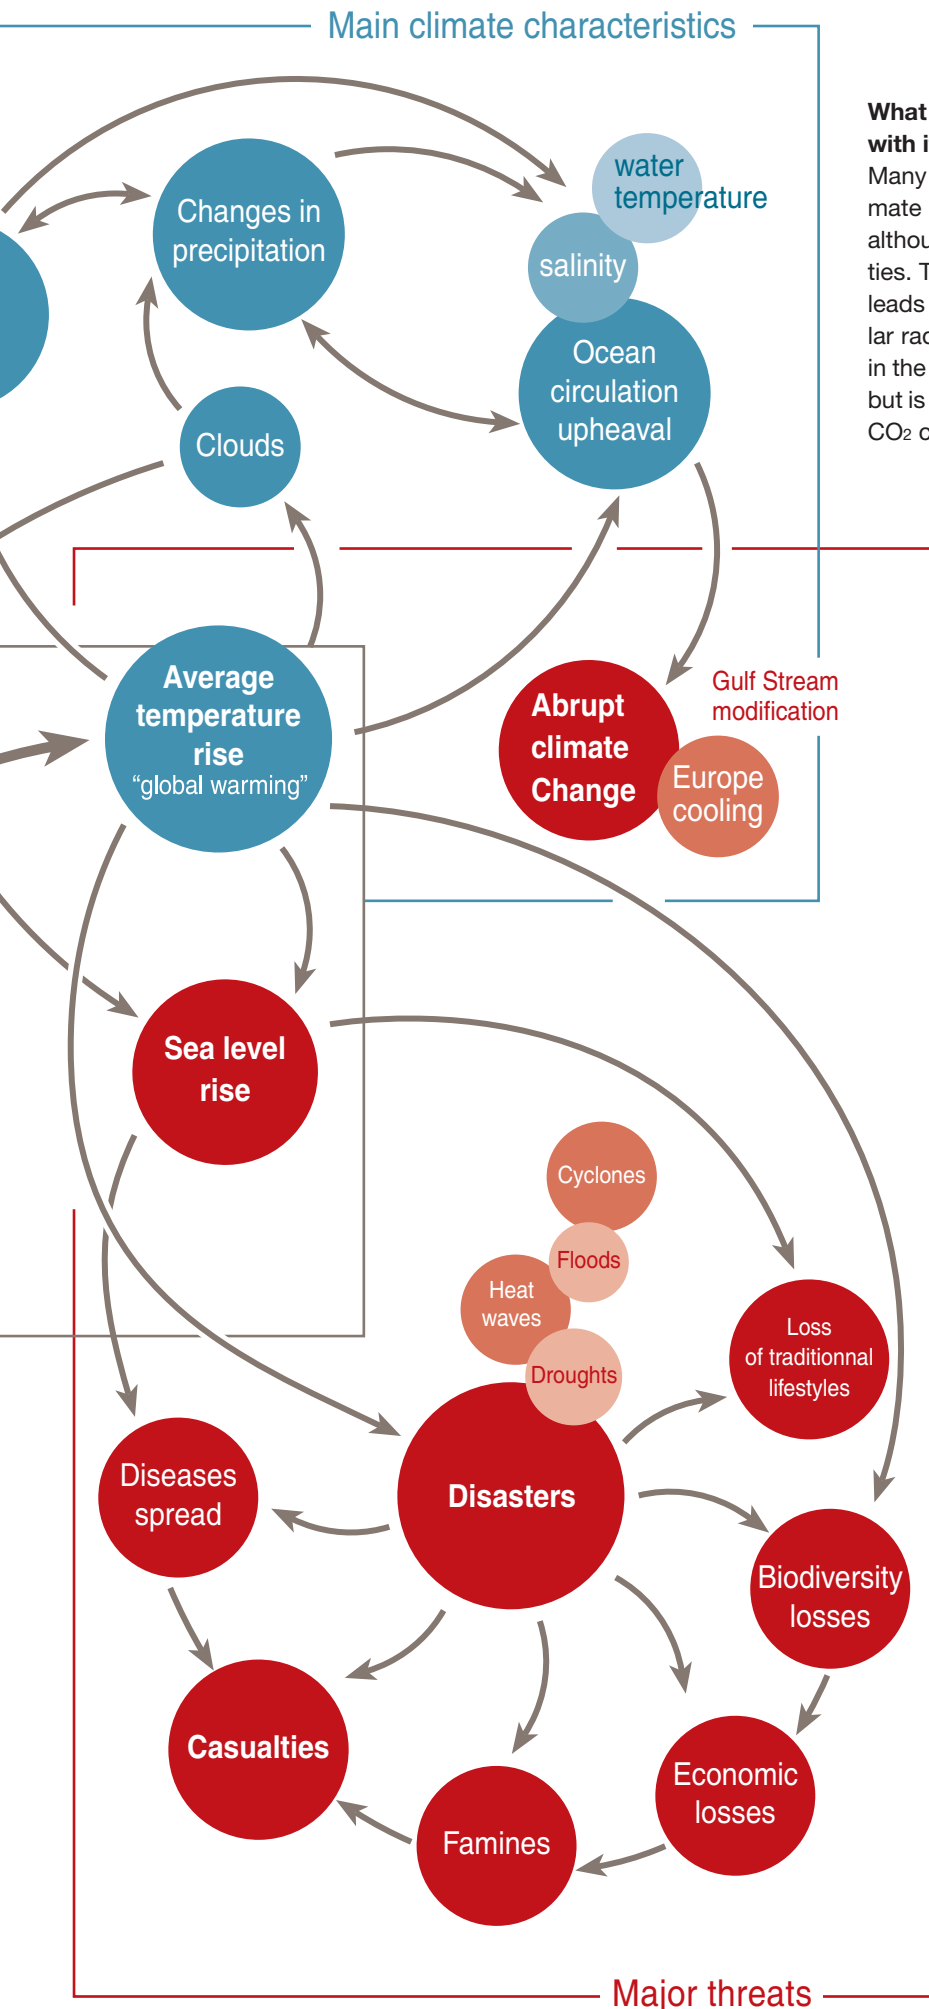 Main climate characteristics
What
with i
Many
mate
althou
ties. T
leads
lar rad
in the
but is
CO2 c
water
temperature
Changes in
precipitation
salinity
Ocean
circulation
upheaval
Clouds
Average
temperature
rise
“global warming”
Abrupt
climate
Change
Gulf Stream
modification
Europe
cooling
Sea level
rise
Cyclones
Floods
Heat
waves
Droughts
Loss
of traditionnal
lifestyles
Diseases
spread
Disasters
Biodiversity
losses
Casualties
Economic
losses
Famines
Major threats